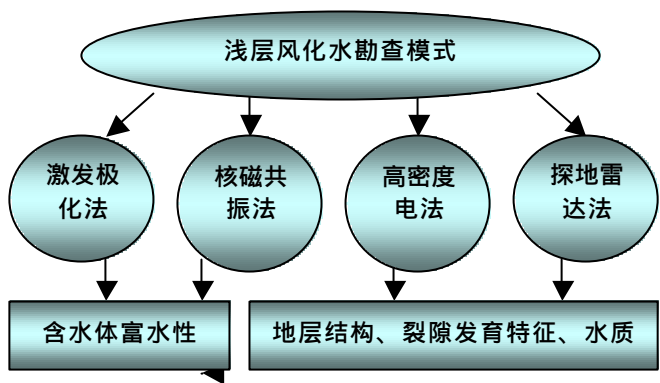 浅层风化水勘查模式
激发极
化法
核磁共
振法
高密度
电法
探地雷
达法
含水体富水性
地层结构、裂隙发育特征、水质